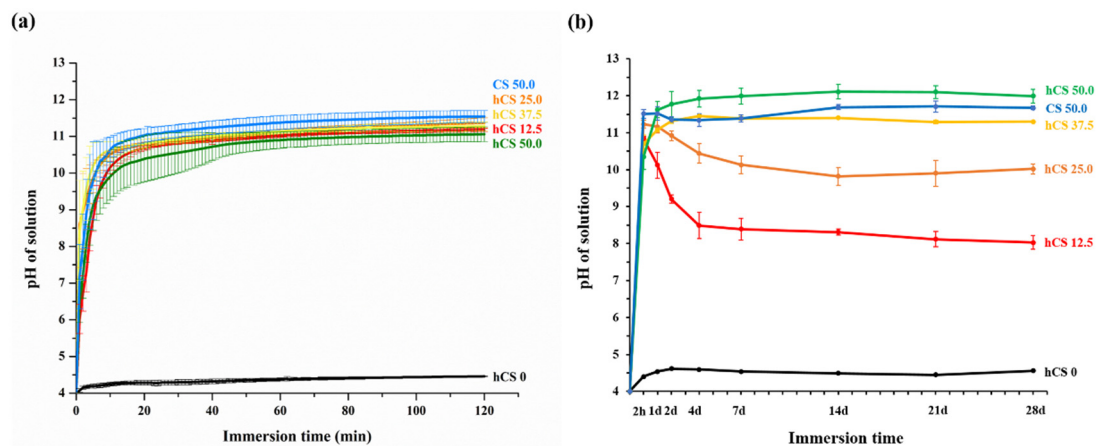 (a)
13
12
11
10
9
8
7
6
5
4
pH of solution
CS 50.0
hCS 25.0
hCS 37.5
hCS 12.5
hCS 50.0
hCS 0
0 20 40 60 80 100 120
Immersion time (min)
(b)
13
12
11
10
9
8
7
6
5
4
pH of solution
hCS 50.0
CS 50.0
hCS 37.5
hCS 25.0
hCS 12.5
hCS 0
2h 1d 2d 4d 7d 14d 21d 28d
Immersion time